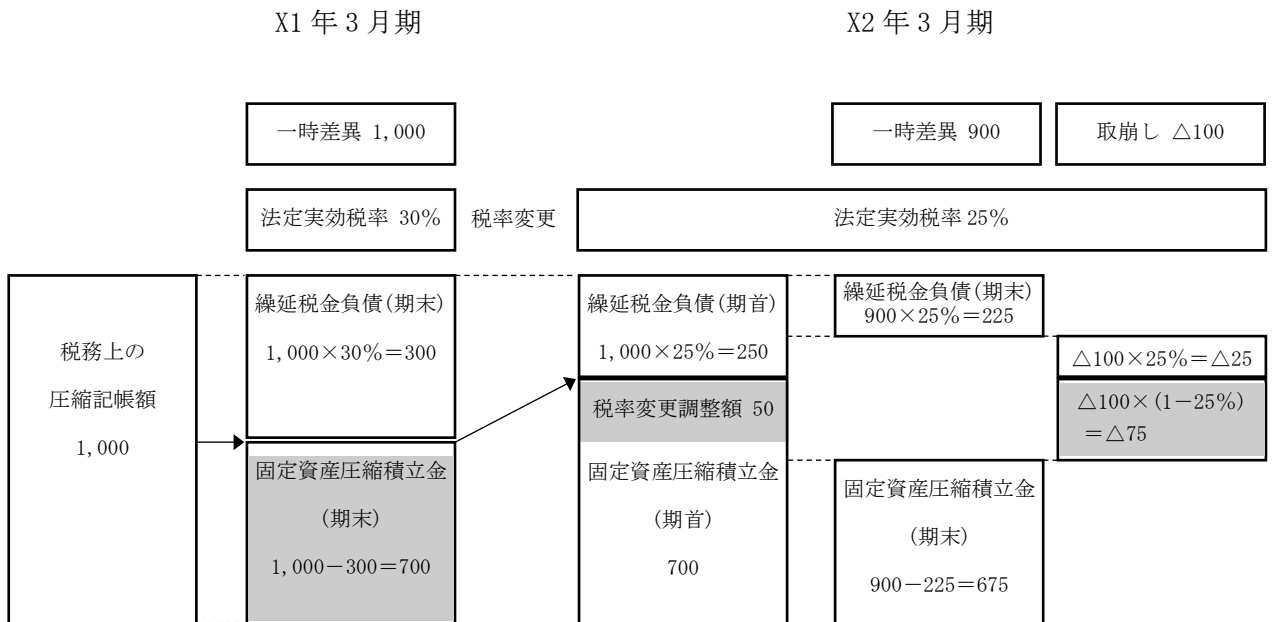 X1年3月期
X2年3月期
一時差異 1,000
一時差異 900
取崩し △100
法定実効税率 30%
税率変更
法定実効税率 25%
税務上の
圧縮記帳額
1,000
繰延税金負債(期末)
1,000×30%＝300
固定資産圧縮積立金
(期末)
1,000－300＝700
繰延税金負債(期首)
1,000×25%＝250
税率変更調整額 50
固定資産圧縮積立金
(期首)
700
繰延税金負債(期末)
900×25%＝225
固定資産圧縮積立金
(期末)
900－225＝675
△100×25%＝△25
△100×(1－25%)
＝△75